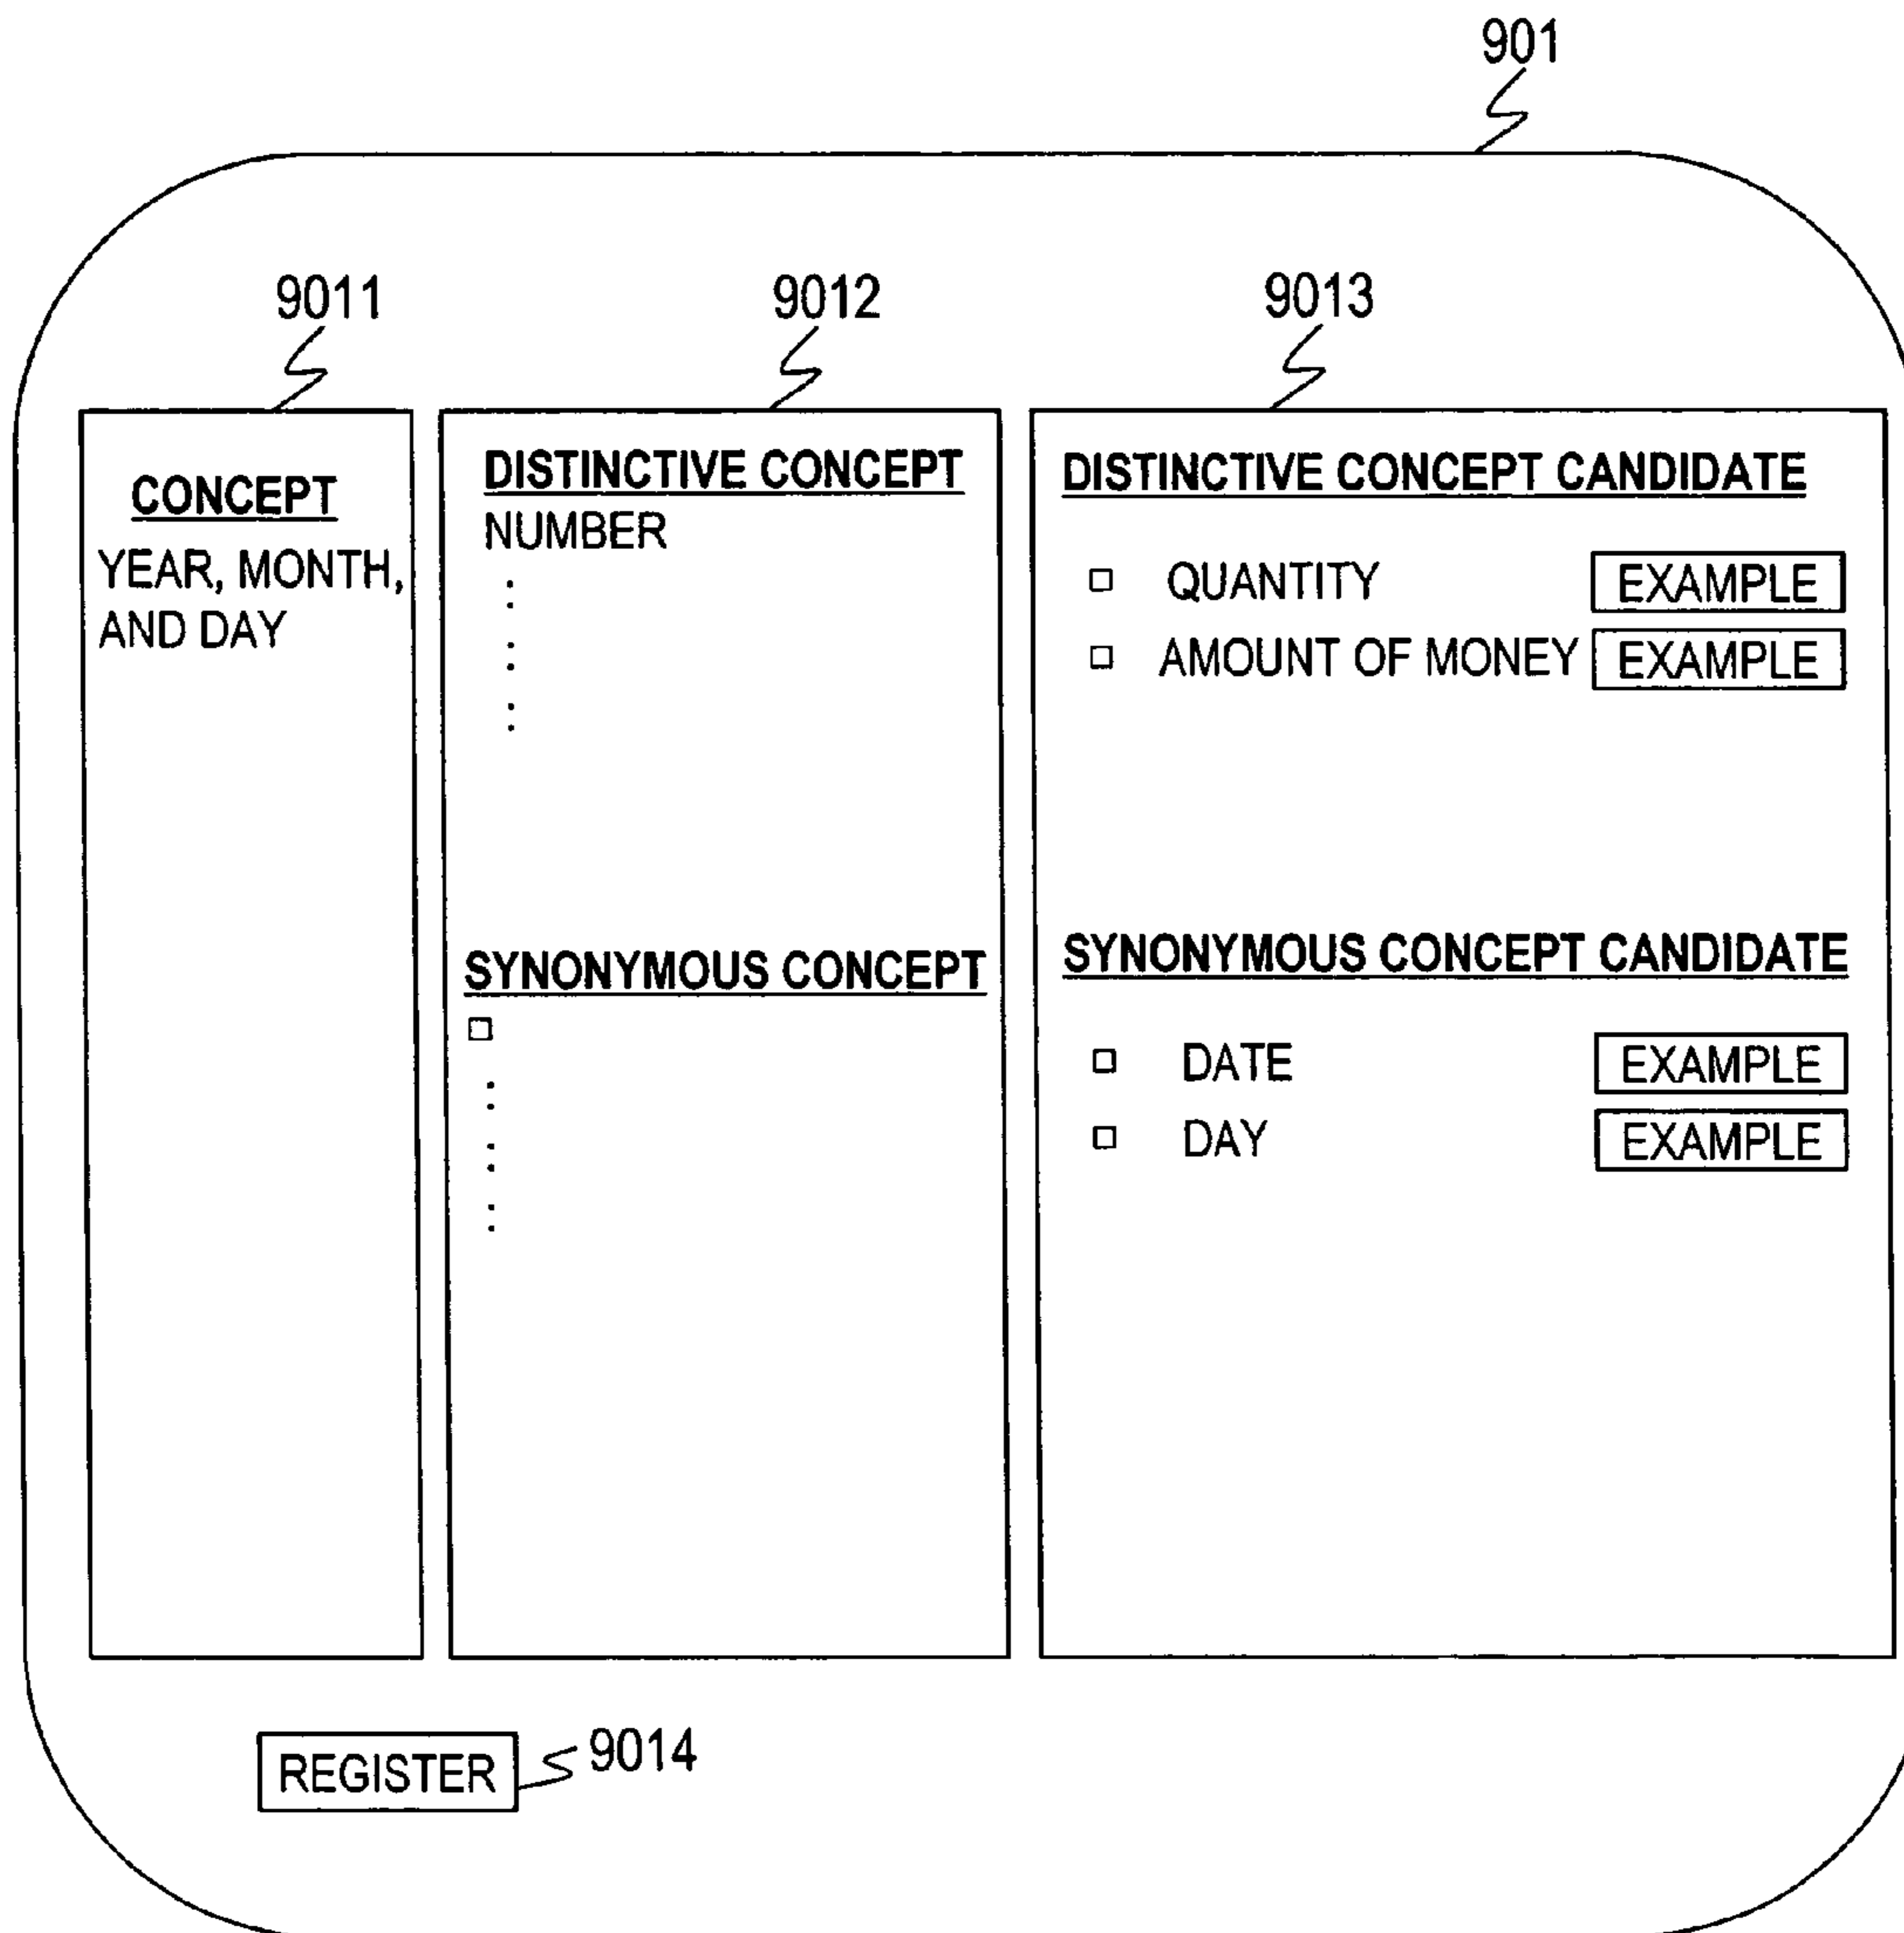 901
9011
9012
9013
CONCEPT
YEAR, MONTH,
AND DAY
DISTINCTIVE CONCEPT
NUMBER
SYNONYMOUS CONCEPT
DISTINCTIVE CONCEPT CANDIDATE
QUANTITY EXAMPLE
AMOUNT OF MONEY EXAMPLE
SYNONYMOUS CONCEPT CANDIDATE
DATE EXAMPLE
DAY EXAMPLE
REGISTER 9014